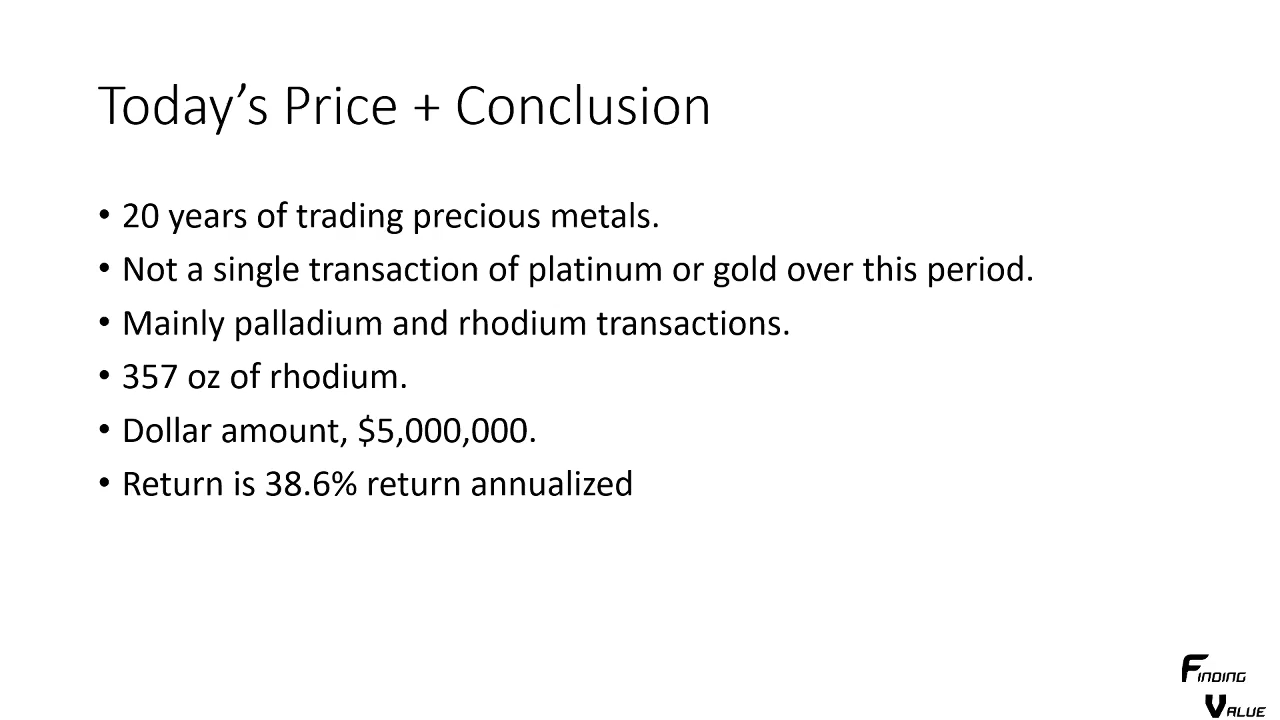 Today’s Price + Conclusion
• 20 years of trading precious metals.
• Not a single transaction of platinum or gold over this period.
• Mainly palladium and rhodium transactions.
• 357 oz of rhodium.
• Dollar amount, $5,000,000.
• Return is 38.6% return annualized
Finding
Value